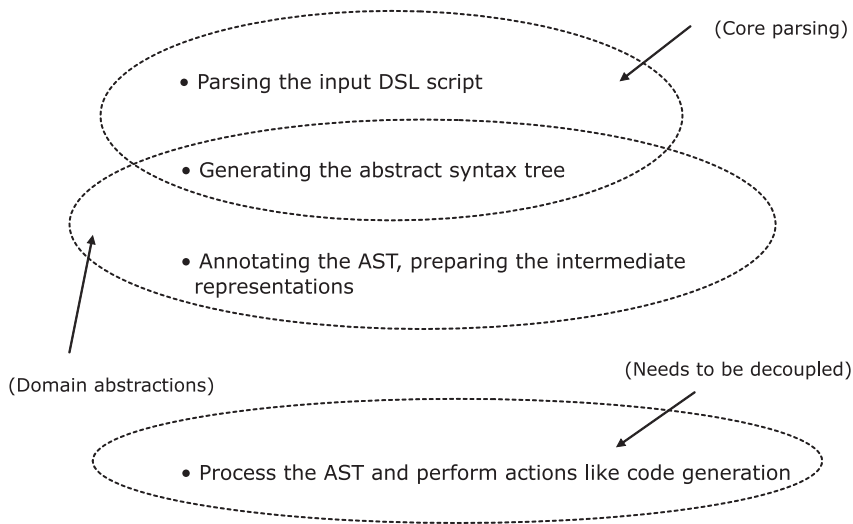 (Core parsing)
• Parsing the input DSL script
• Generating the abstract syntax tree
• Annotating the AST, preparing the intermediate
representations
(Domain abstractions)
(Needs to be decoupled)
• Process the AST and perform actions like code generation